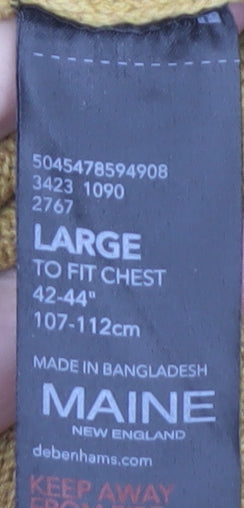 5045478594908
3423 1090
2767
LARGE
TO FIT CHEST
42-44"
107-112cm
MADE IN BANGLADESH
MAINE
NEW ENGLAND
debenhams.com
KEEP AWAY
FROM